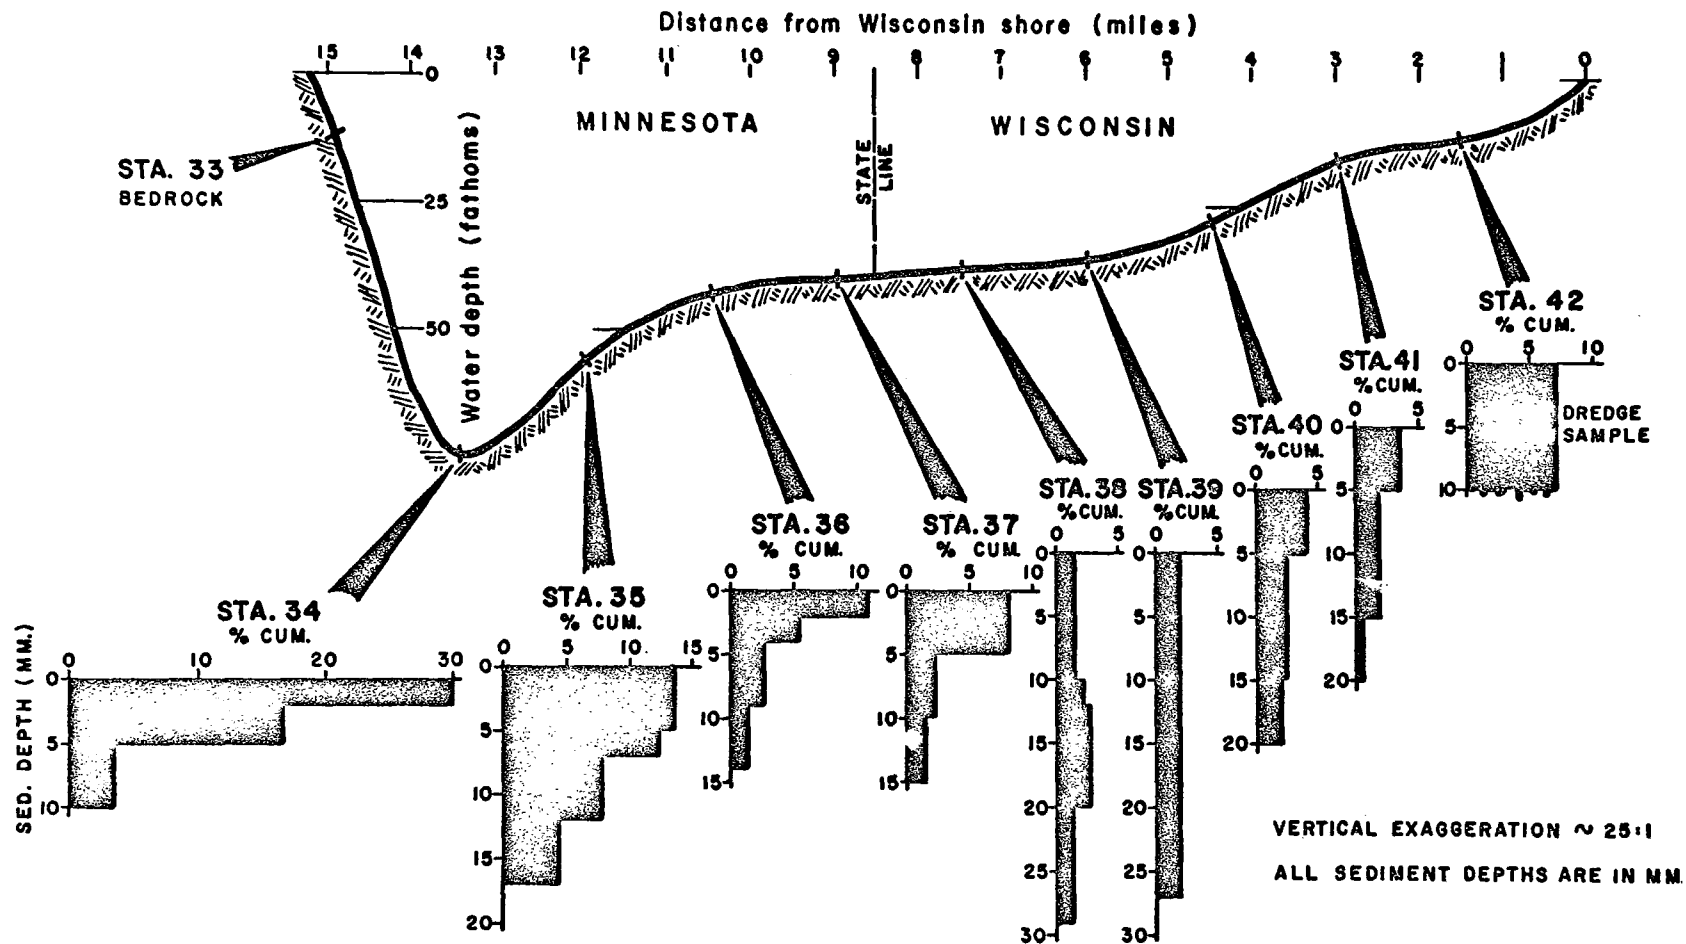 Distance from Wisconsin shore (miles)
15 14 13 12 11 10 9 8 7 6 5 4 3 2 1 0
0
25
50
Water depth (fathoms)
MINNESOTA
WISCONSIN
STATE LINE
STA. 33
BEDROCK
STA. 34
% CUM.
0 10 20 30
0
5
10
SED. DEPTH (MM.)
STA. 35
% CUM.
0 5 10 15
0
5
10
15
20
STA. 36
% CUM.
0 5 10
0
5
10
15
STA. 37
% CUM.
0 5 10
0
5
10
15
STA. 38
% CUM.
0 5
0
5
10
15
20
25
30
STA. 39
% CUM.
0 5
0
5
10
15
20
25
30
STA. 40
% CUM.
0 5
0
5
10
15
20
STA. 41
% CUM.
0 5
0
5
10
15
20
STA. 42
% CUM.
0 5 10
0
5
10
DREDGE
SAMPLE
VERTICAL EXAGGERATION ~ 25:1
ALL SEDIMENT DEPTHS ARE IN MM.